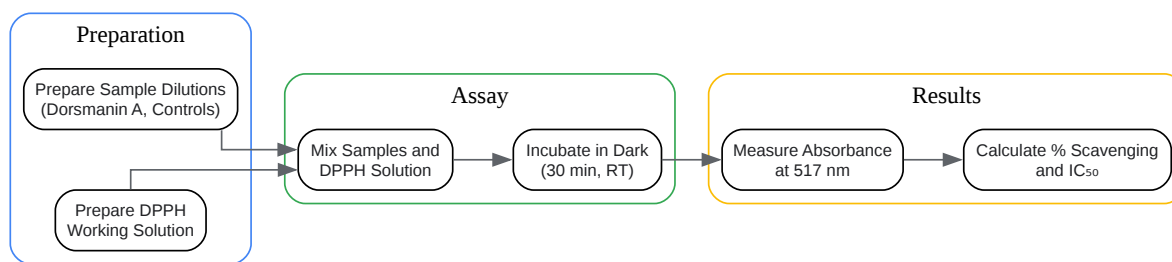 Preparation
Prepare Sample Dilutions
(Dorsmanin A, Controls)
Prepare DPPH
Working Solution
Assay
Mix Samples and
DPPH Solution
Incubate in Dark
(30 min, RT)
Results
Measure Absorbance
at 517 nm
Calculate % Scavenging
and IC₅₀